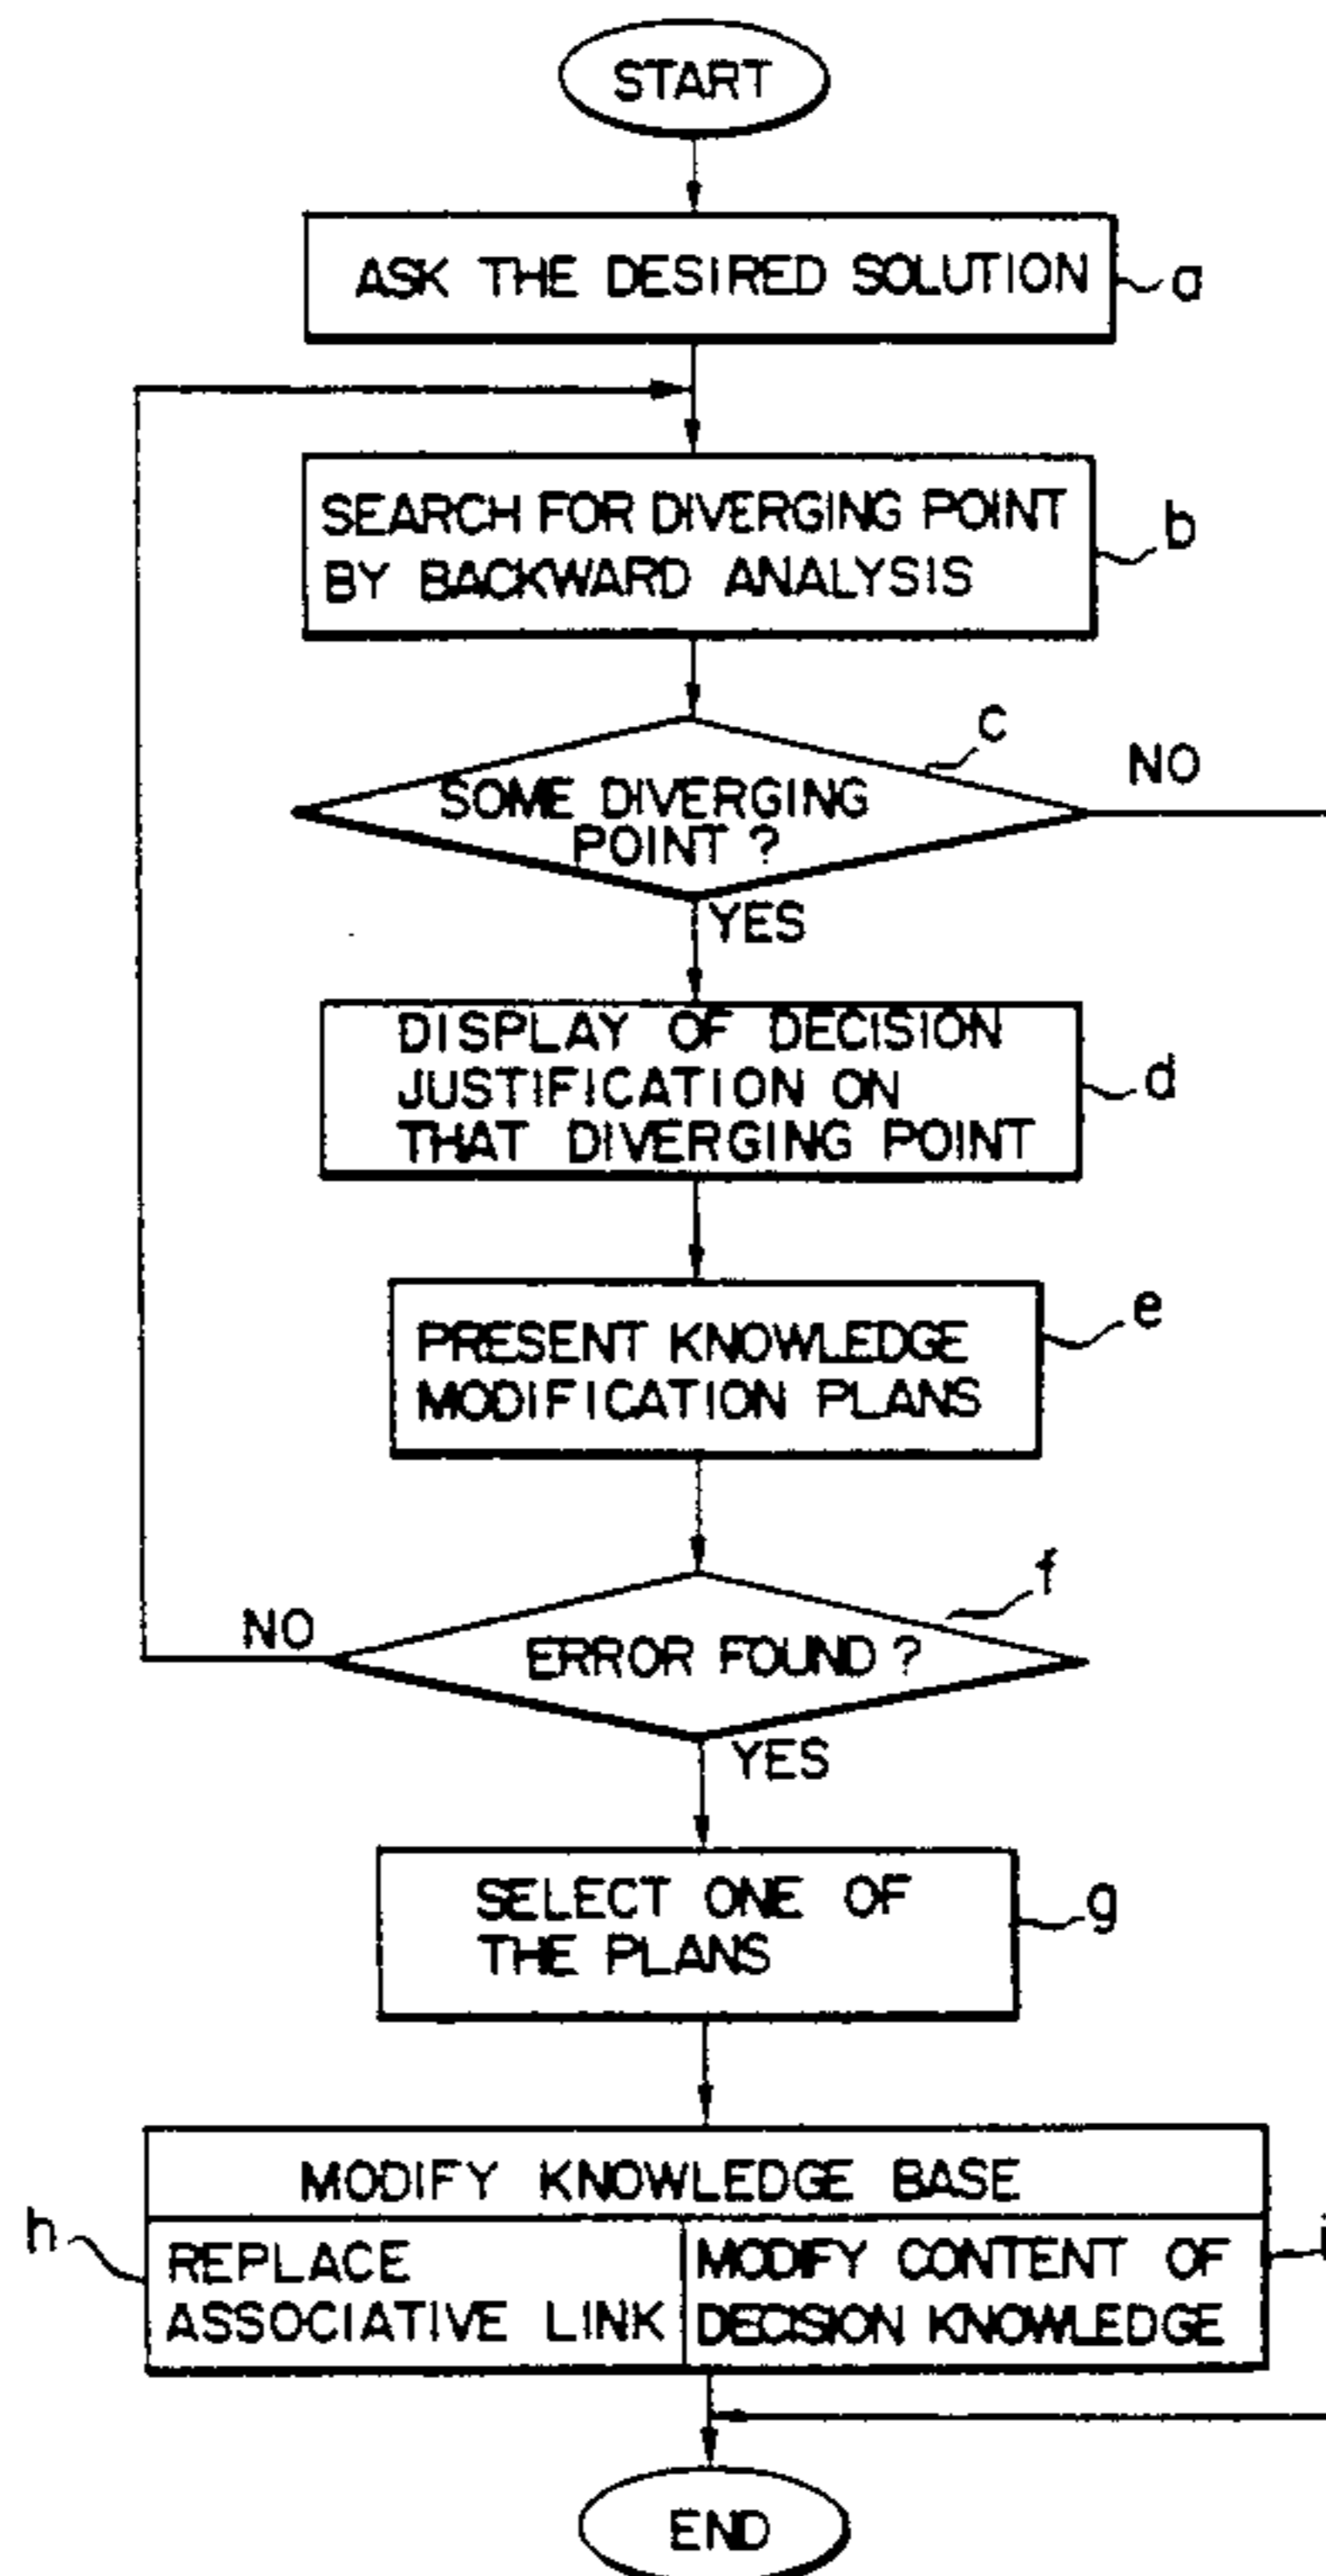 START
ASK THE DESIRED SOLUTION
a
SEARCH FOR DIVERGING POINT
BY BACKWARD ANALYSIS
b
c
NO
SOME DIVERGING
POINT ?
YES
DISPLAY OF DECISION
JUSTIFICATION ON
THAT DIVERGING POINT
d
PRESENT KNOWLEDGE
MODIFICATION PLANS
e
f
NO
ERROR FOUND ?
YES
SELECT ONE OF
THE PLANS
g
MODIFY KNOWLEDGE BASE
h
REPLACE
ASSOCIATIVE LINK
MODIFY CONTENT OF
DECISION KNOWLEDGE
END